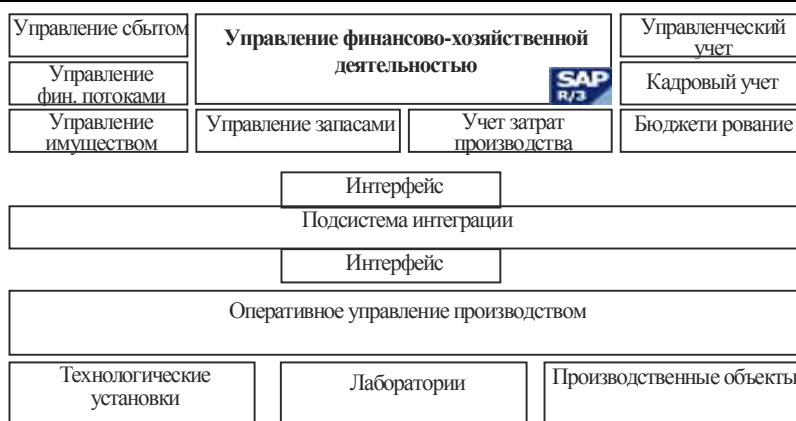 Управление сбытом
Управление финансово-хозяйственной
деятельностью
SAP
R/3
Управленческий
учет
Управление
фин. потоками
Кадровый учет
Управление
имуществом
Управление запасами
Учет затрат
производства
Бюджети рование
Интерфейс
Подсистема интеграции
Интерфейс
Оперативное управление производством
Технологические
установки
Лаборатории
Производственные объекты